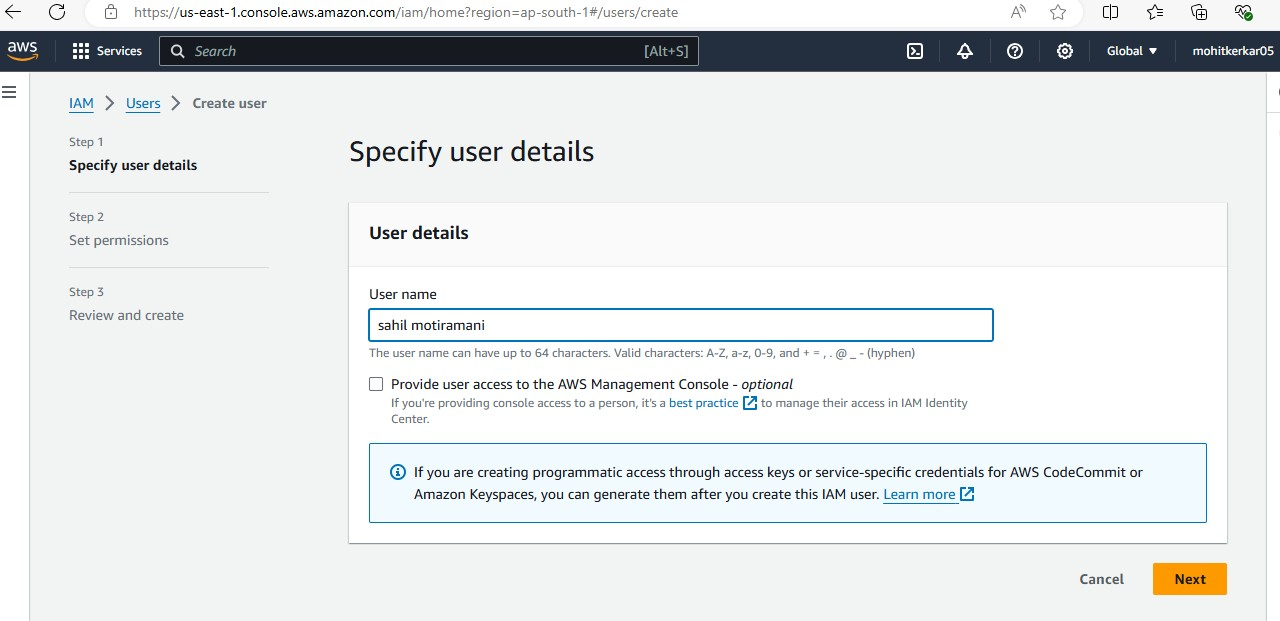 https://us-east-1.console.aws.amazon.com/iam/home?region=ap-south-1#/users/create
aws Services Search [Alt+S] Global mohitkerkar05
IAM > Users > Create user
Step 1
Specify user details
Step 2
Set permissions
Step 3
Review and create
Specify user details
User details
User name
sahil motiramani
The user name can have up to 64 characters. Valid characters: A-Z, a-z, 0-9, and + = , . @ _ - (hyphen)
Provide user access to the AWS Management Console - optional
If you're providing console access to a person, it's a best practice to manage their access in IAM Identity
Center.
If you are creating programmatic access through access keys or service-specific credentials for AWS CodeCommit or
Amazon Keyspaces, you can generate them after you create this IAM user. Learn more
Cancel Next